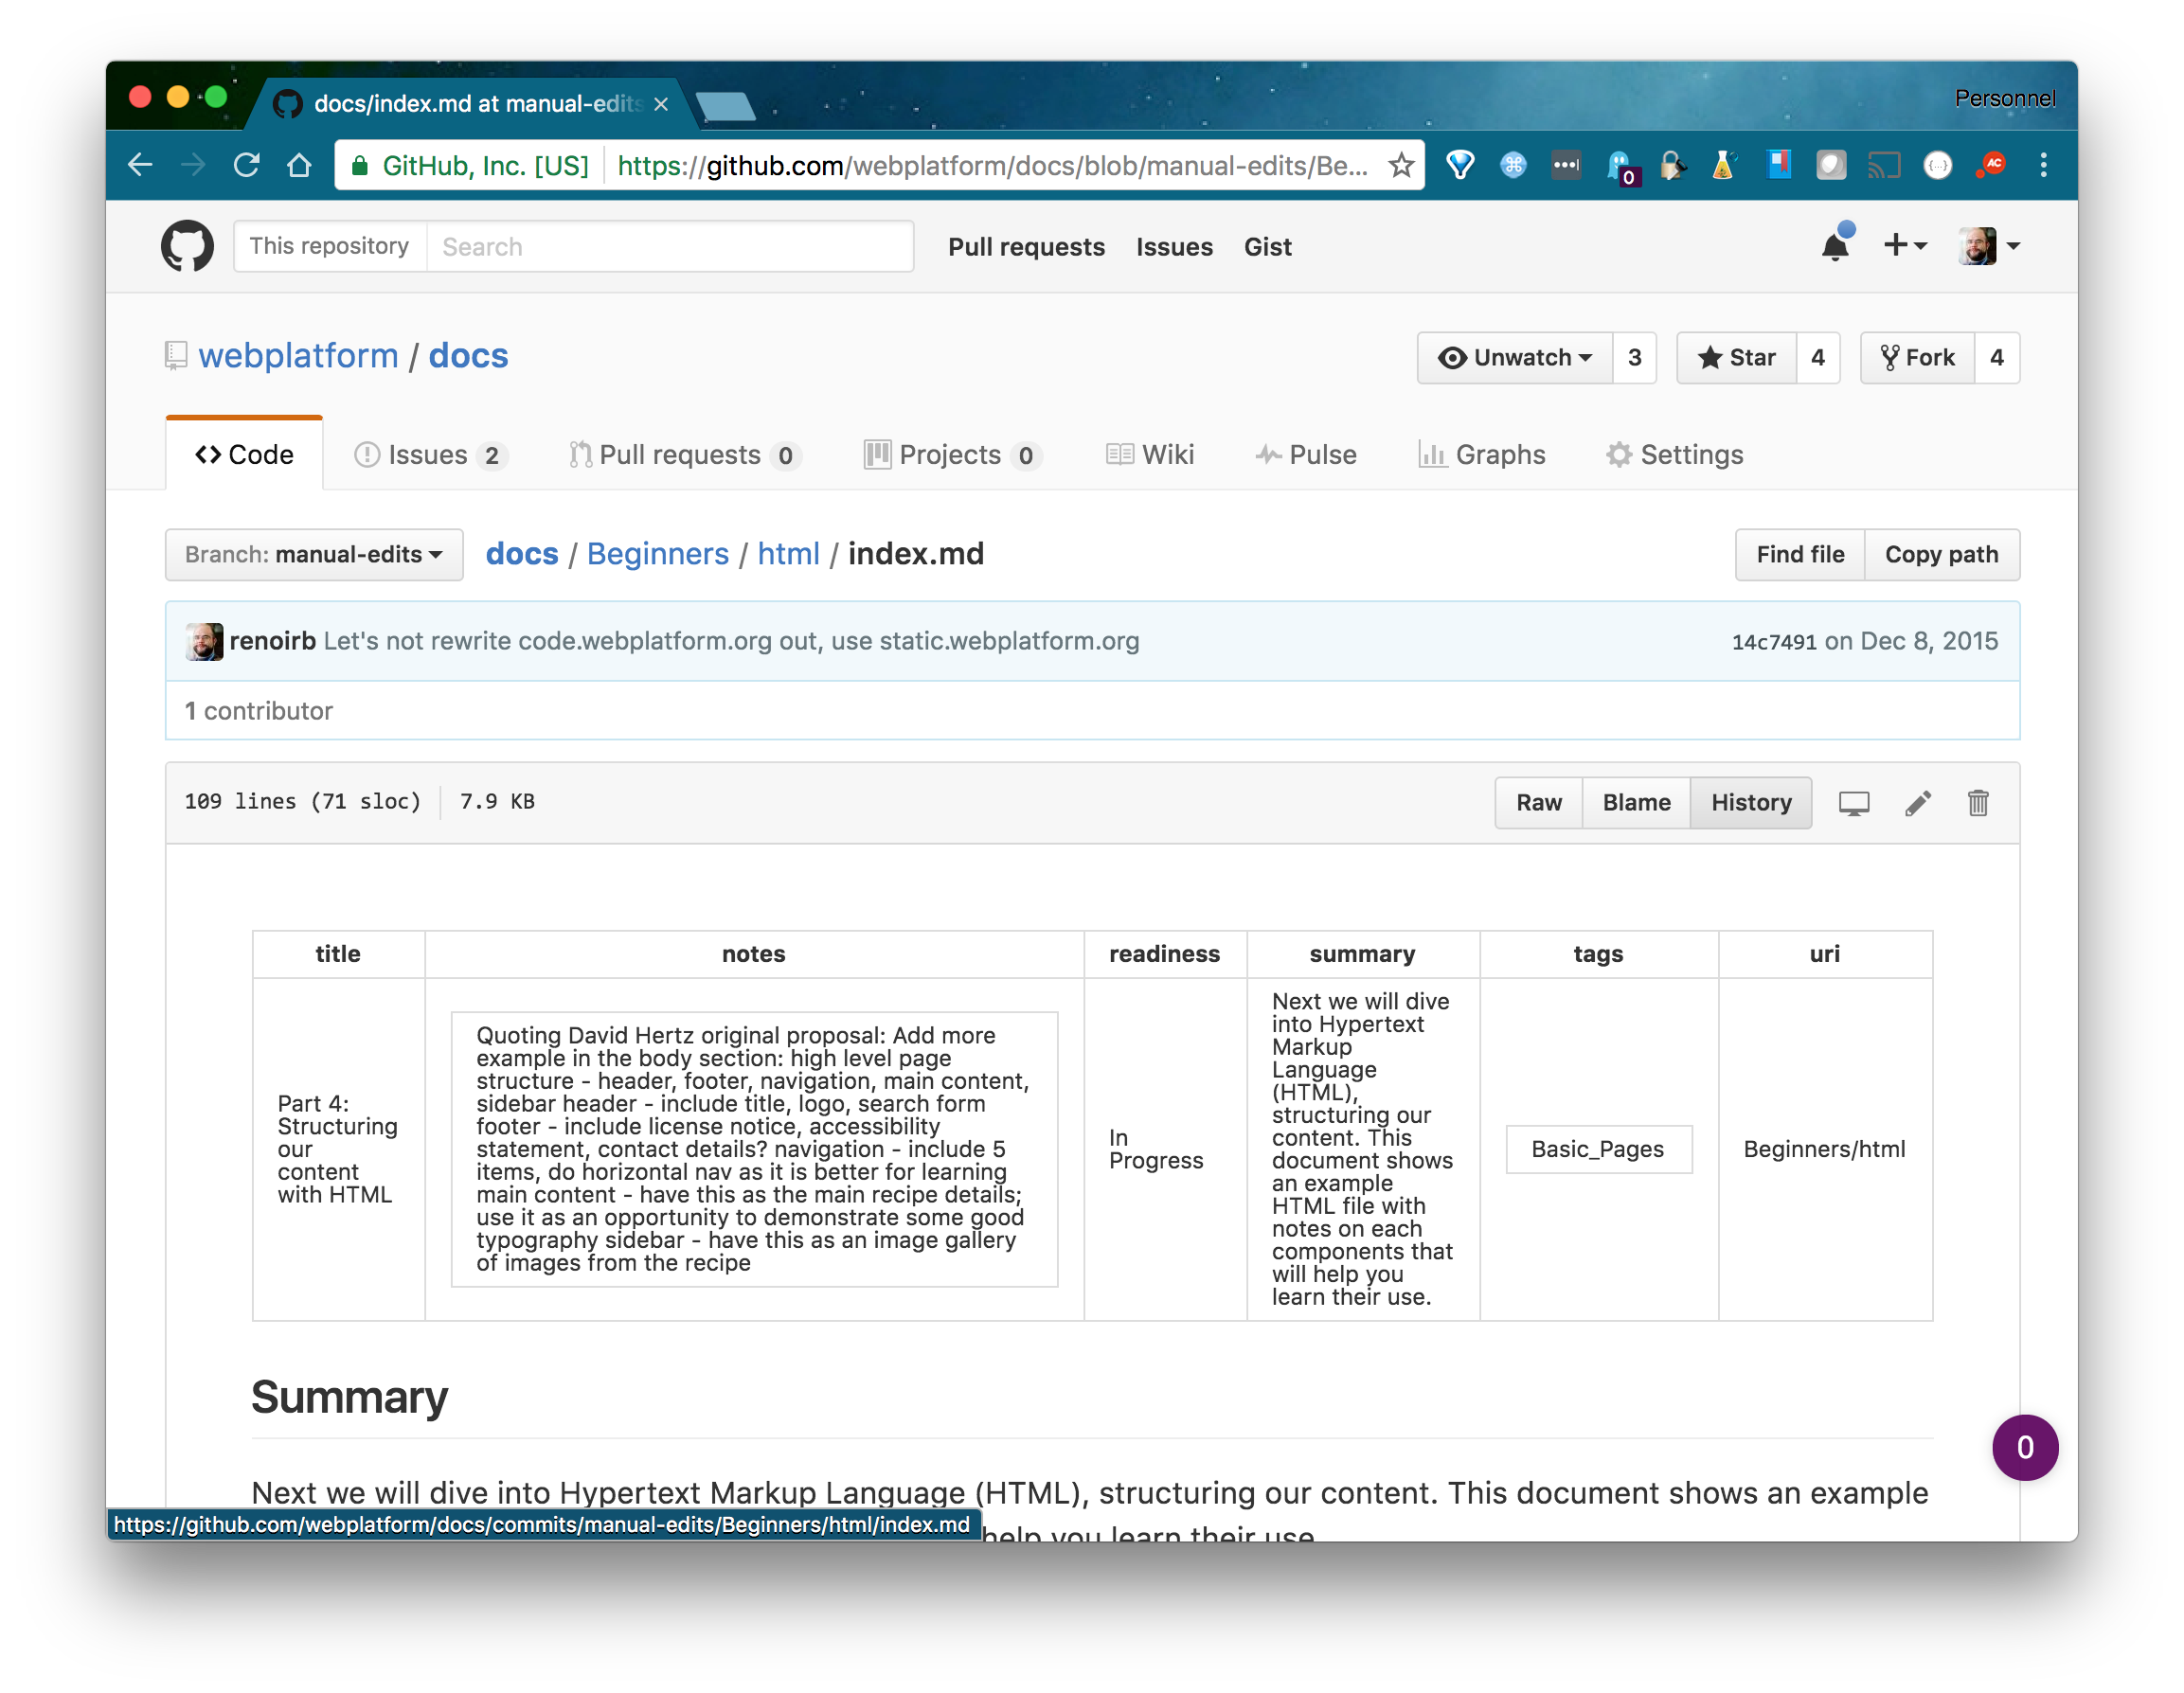 docs/index.md at manual-edits
Personnel
GitHub, Inc. [US] https://github.com/webplatform/docs/blob/manual-edits/Be...
0
AC
This repository Search Pull requests Issues Gist
webplatform / docs
Unwatch 3 Star 4 Fork 4
Code Issues 2 Pull requests 0 Projects 0 Wiki Pulse Graphs Settings
Branch: manual-edits docs / Beginners / html / index.md Find file Copy path
renoirb Let's not rewrite code.webplatform.org out, use static.webplatform.org 14c7491 on Dec 8, 2015
1 contributor
109 lines (71 sloc) 7.9 KB Raw Blame History
title notes readiness summary tags uri
Part 4:
Structuring
our
content
with HTML
Quoting David Hertz original proposal: Add more
example in the body section: high level page
structure - header, footer, navigation, main content,
sidebar header - include title, logo, search form
footer - include license notice, accessibility
statement, contact details? navigation - include 5
items, do horizontal nav as it is better for learning
main content - have this as the main recipe details;
use it as an opportunity to demonstrate some good
typography sidebar - have this as an image gallery
of images from the recipe
In
Progress
Next we will dive
into Hypertext
Markup
Language
(HTML),
structuring our
content. This
document shows
an example
HTML file with
notes on each
components that
will help you
learn their use.
Basic_Pages
Beginners/html
Summary
0
Next we will dive into Hypertext Markup Language (HTML), structuring our content. This document shows an example
help you learn their use
https://github.com/webplatform/docs/commits/manual-edits/Beginners/html/index.md